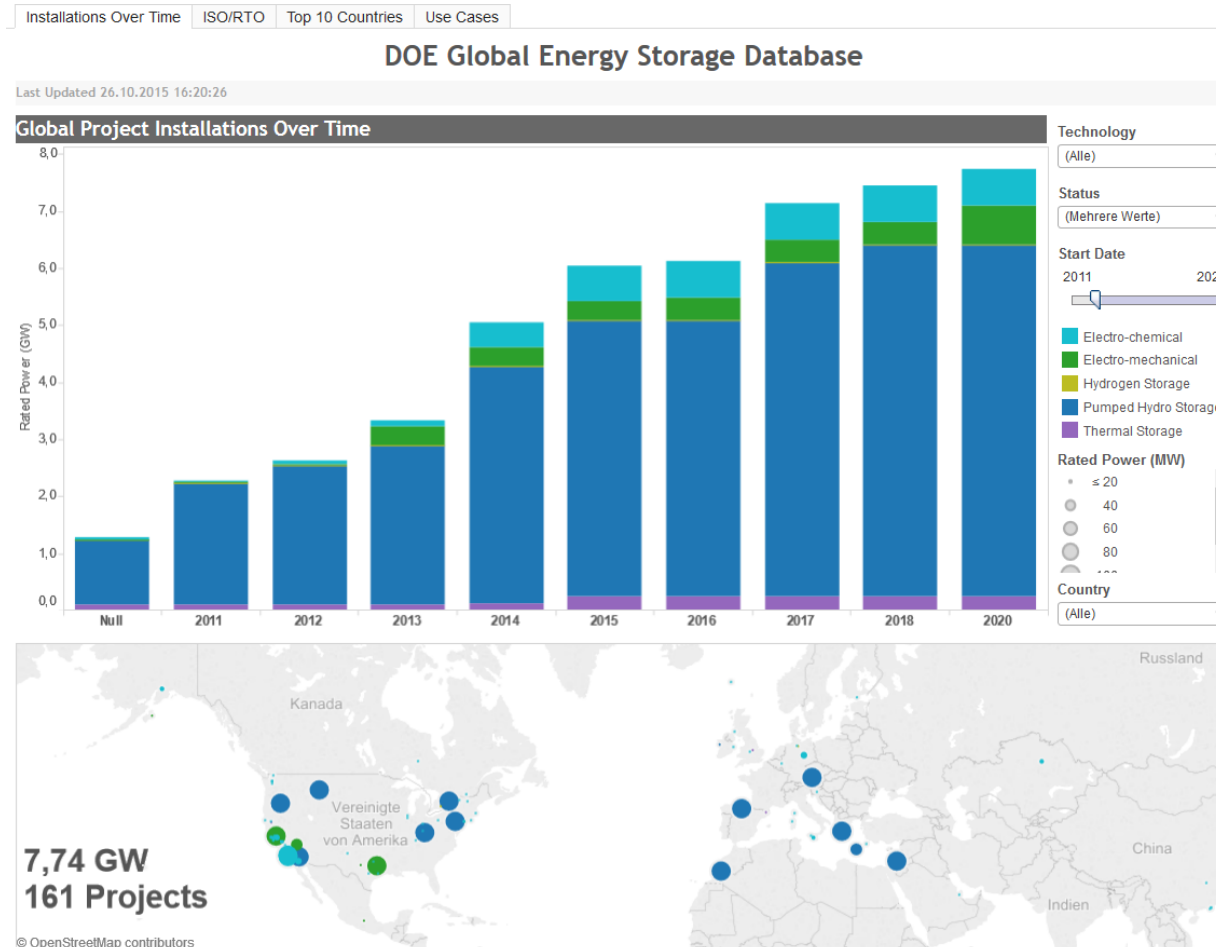 Installations Over Time ISO/RTO Top 10 Countries Use Cases
DOE Global Energy Storage Database
Last Updated 26.10.2015 16:20:26
Global Project Installations Over Time
8,0
7,0
6,0
5,0
4,0
3,0
2,0
1,0
0,0
Rated Power (GW)
Null 2011 2012 2013 2014 2015 2016 2017 2018 2020
Technology
(Alle)
Status
(Mehrere Werte)
Start Date
2011 202
Electro-chemical
Electro-mechanical
Hydrogen Storage
Pumped Hydro Storage
Thermal Storage
Rated Power (MW)
≤ 20
40
60
80
Country
(Alle)
Russland
Kanada
Vereinigte
Staaten
von Amerika
China
Indien
7,74 GW
161 Projects
© OpenStreetMap contributors